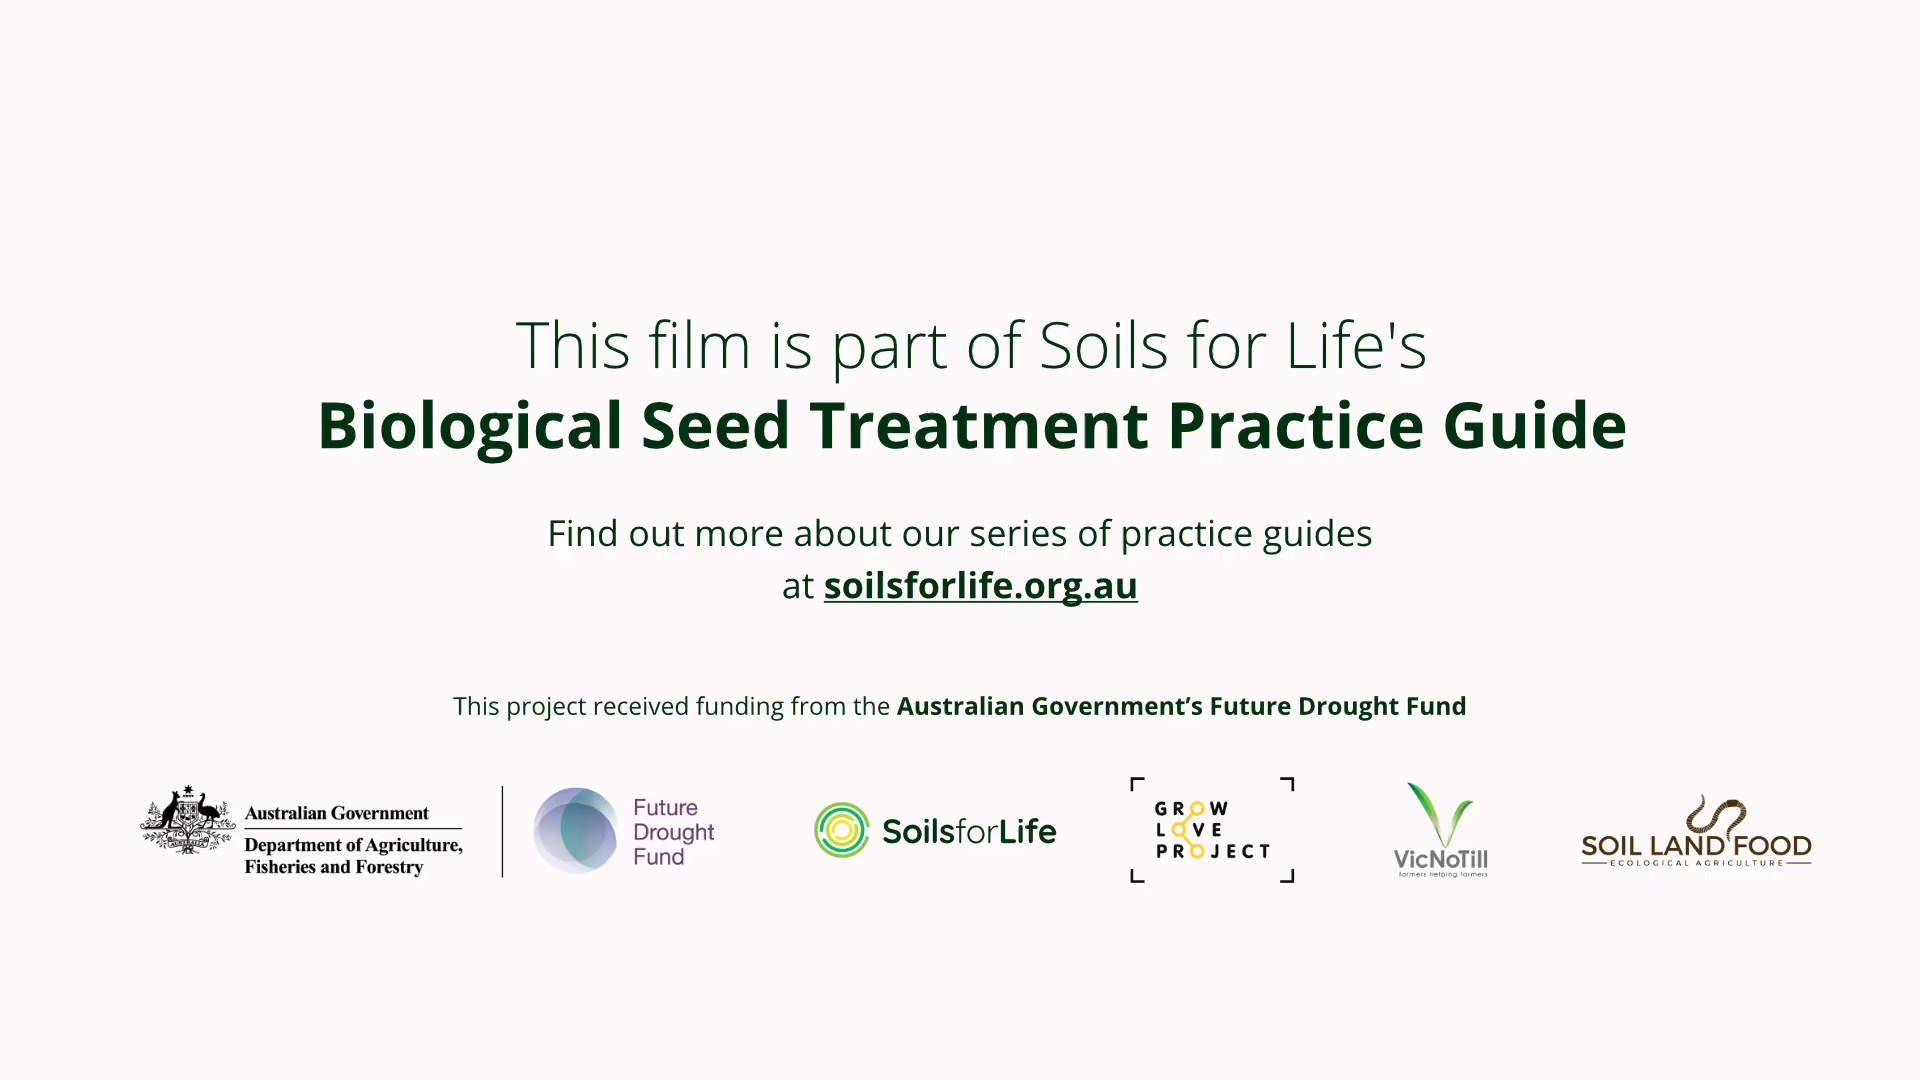 This film is part of Soils for Life's
Biological Seed Treatment Practice Guide
Find out more about our series of practice guides
at soilsforlife.org.au
This project received funding from the Australian Government’s Future Drought Fund
Australian Government
Department of Agriculture,
Fisheries and Forestry
Future
Drought
Fund
SoilsforLife
GROW
LOVE
PROJECT
VicNoTill
farmers helping farmers
SOIL LAND FOOD
ECOLOGICAL AGRICULTURE